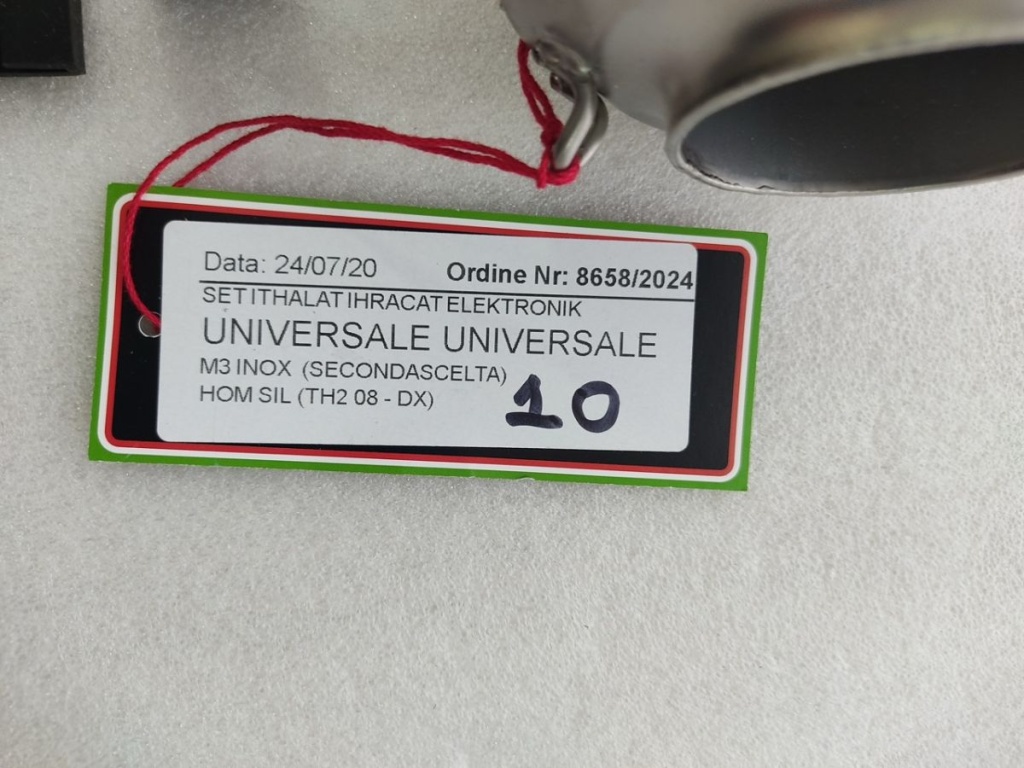 Data: 24/07/20 Ordine Nr: 8658/2024
SET ITHALAT IHRACAT ELEKTRONIK
UNIVERSALE UNIVERSALE
M3 INOX (SECONDASCELTA)
HOM SIL (TH2 08 - DX)
10